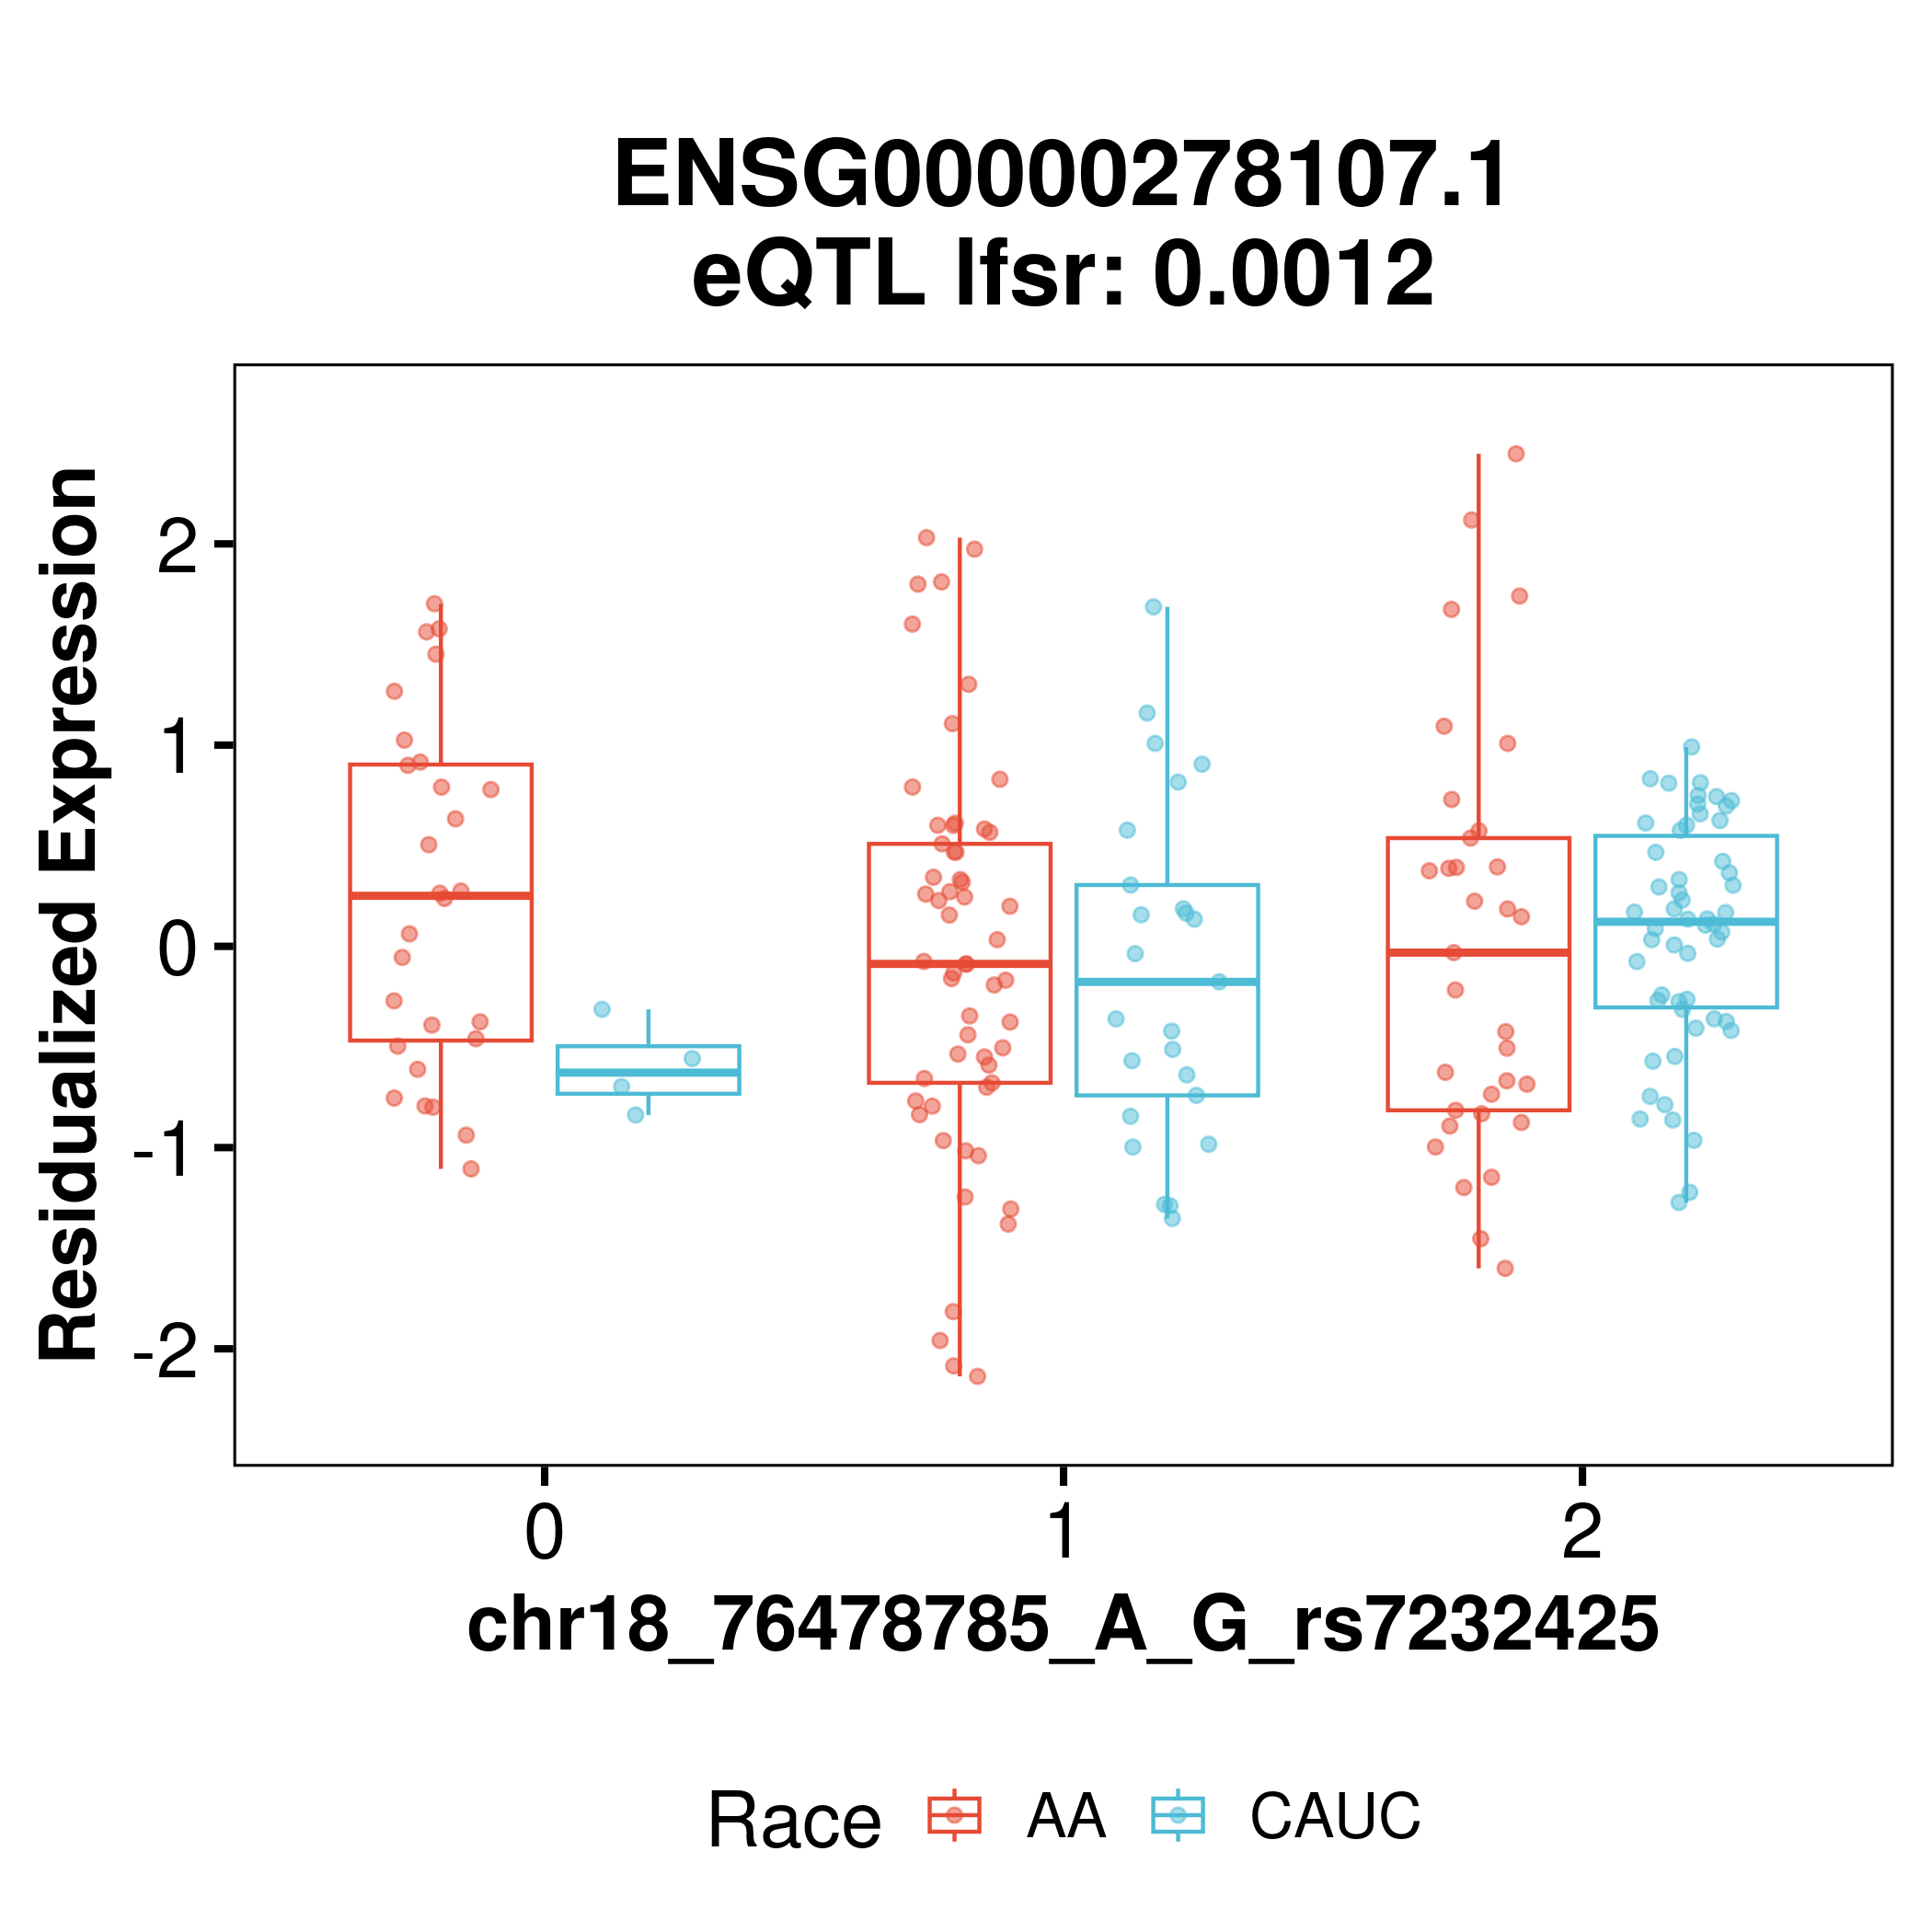 ENSG00000278107.1
eQTL lfsr: 0.0012
Residualized Expression
2
1
0
-1
-2
0 1 2
chr18_76478785_A_G_rs7232425
Race AA CAUC